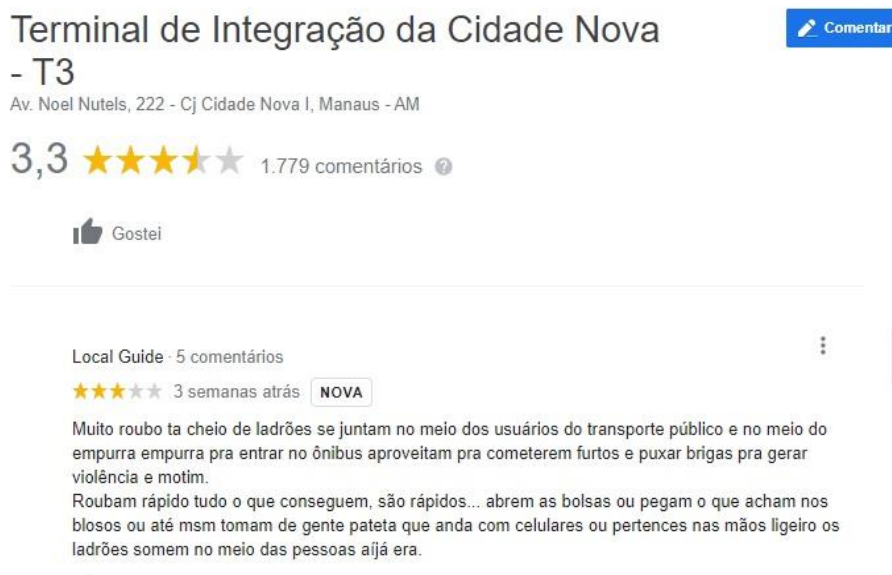 Terminal de Integração da Cidade Nova
- T3
Comentar
Av. Noel Nutels, 222 - Cj Cidade Nova I, Manaus - AM
3,3 1.779 comentários ?
Gostei
Local Guide · 5 comentários
3 semanas atrás NOVA
Muito roubo ta cheio de ladrões se juntam no meio dos usuários do transporte público e no meio do
empurra empurra pra entrar no ônibus aproveitam pra cometerem furtos e puxar brigas pra gerar
violência e motim.
Roubam rápido tudo o que conseguem, são rápidos... abrem as bolsas ou pegam o que acham nos
blosos ou até msm tomam de gente pateta que anda com celulares ou pertences nas mãos ligeiro os
ladrões somem no meio das pessoas aíjá era.